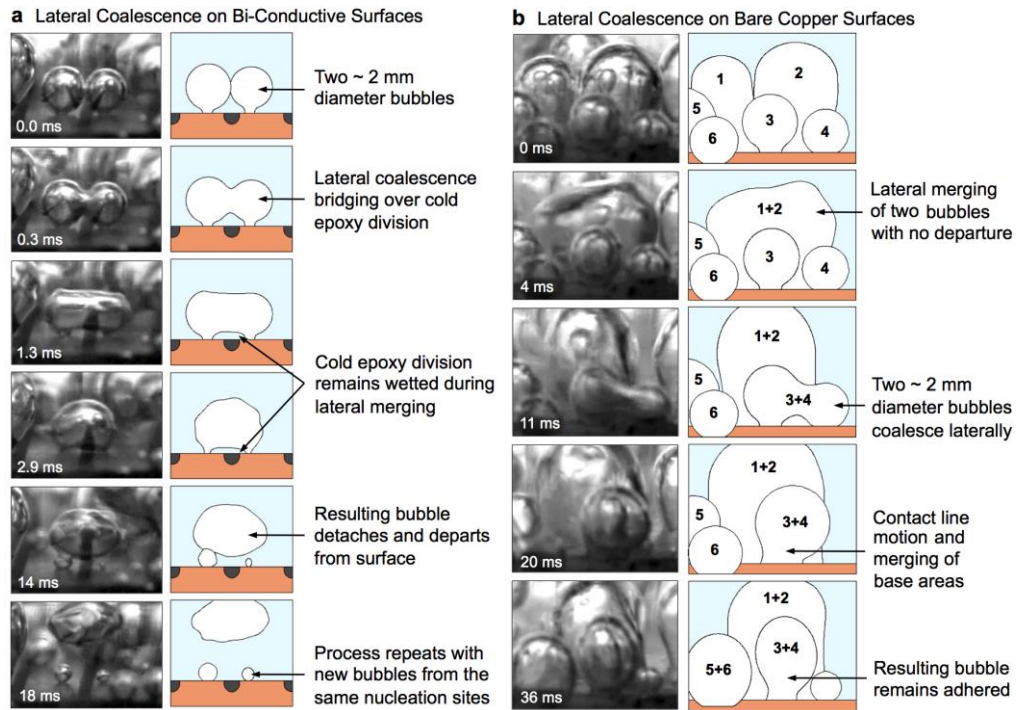 a Lateral Coalescence on Bi-Conductive Surfaces
0.0 ms
Two ~ 2 mm
diameter bubbles
0.3 ms
Lateral coalescence
bridging over cold
epoxy division
1.3 ms
Cold epoxy division
remains wetted during
lateral merging
2.9 ms
14 ms
Resulting bubble
detaches and departs
from surface
18 ms
Process repeats with
new bubbles from the
same nucleation sites
b Lateral Coalescence on Bare Copper Surfaces
0 ms
1
2
3
4
5
6
4 ms
1+2
3
4
5
6
Lateral merging
of two bubbles
with no departure
11 ms
1+2
3+4
5
6
Two ~ 2 mm
diameter bubbles
coalesce laterally
20 ms
1+2
3+4
5
6
Contact line
motion and
merging of
base areas
36 ms
1+2
3+4
5+6
Resulting bubble
remains adhered